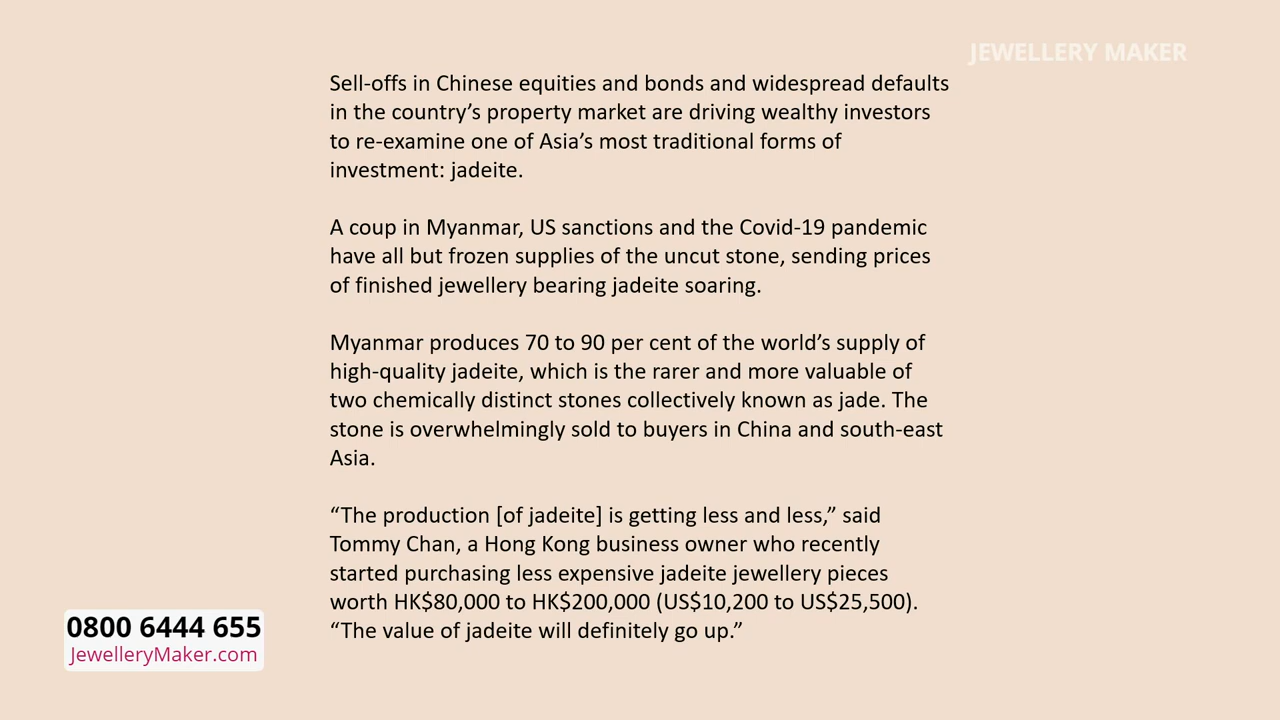 JEWELLERY MAKER
Sell-offs in Chinese equities and bonds and widespread defaults
in the country’s property market are driving wealthy investors
to re-examine one of Asia’s most traditional forms of
investment: jadeite.
A coup in Myanmar, US sanctions and the Covid-19 pandemic
have all but frozen supplies of the uncut stone, sending prices
of finished jewellery bearing jadeite soaring.
Myanmar produces 70 to 90 per cent of the world’s supply of
high-quality jadeite, which is the rarer and more valuable of
two chemically distinct stones collectively known as jade. The
stone is overwhelmingly sold to buyers in China and south-east
Asia.
“The production [of jadeite] is getting less and less,” said
Tommy Chan, a Hong Kong business owner who recently
started purchasing less expensive jadeite jewellery pieces
worth HK$80,000 to HK$200,000 (US$10,200 to US$25,500).
“The value of jadeite will definitely go up.”
0800 6444 655
JewelleryMaker.com